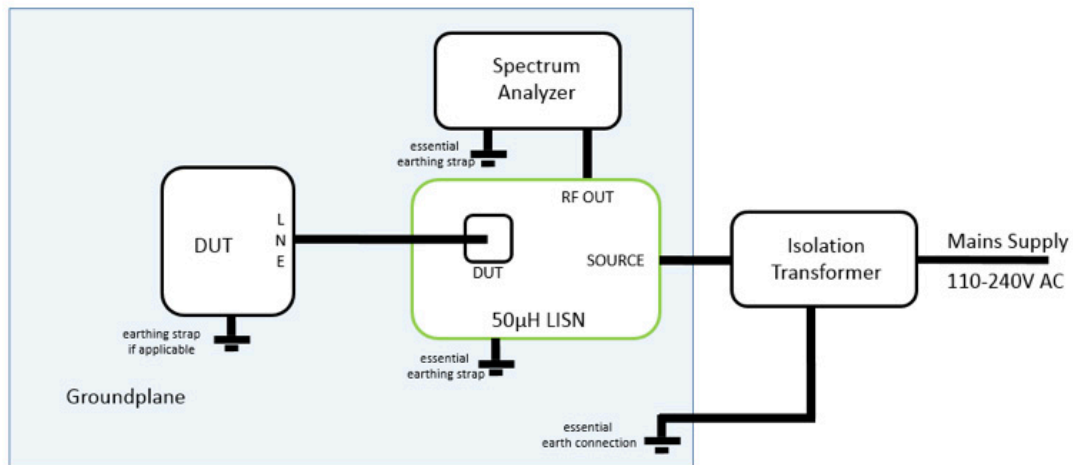 Spectrum
Analyzer
essential
earthing strap
RF OUT
L
N
E
DUT
DUT
SOURCE
50µH LISN
Isolation
Transformer
Mains Supply
110-240V AC
earthing strap
if applicable
essential
earthing strap
Groundplane
essential
earth connection